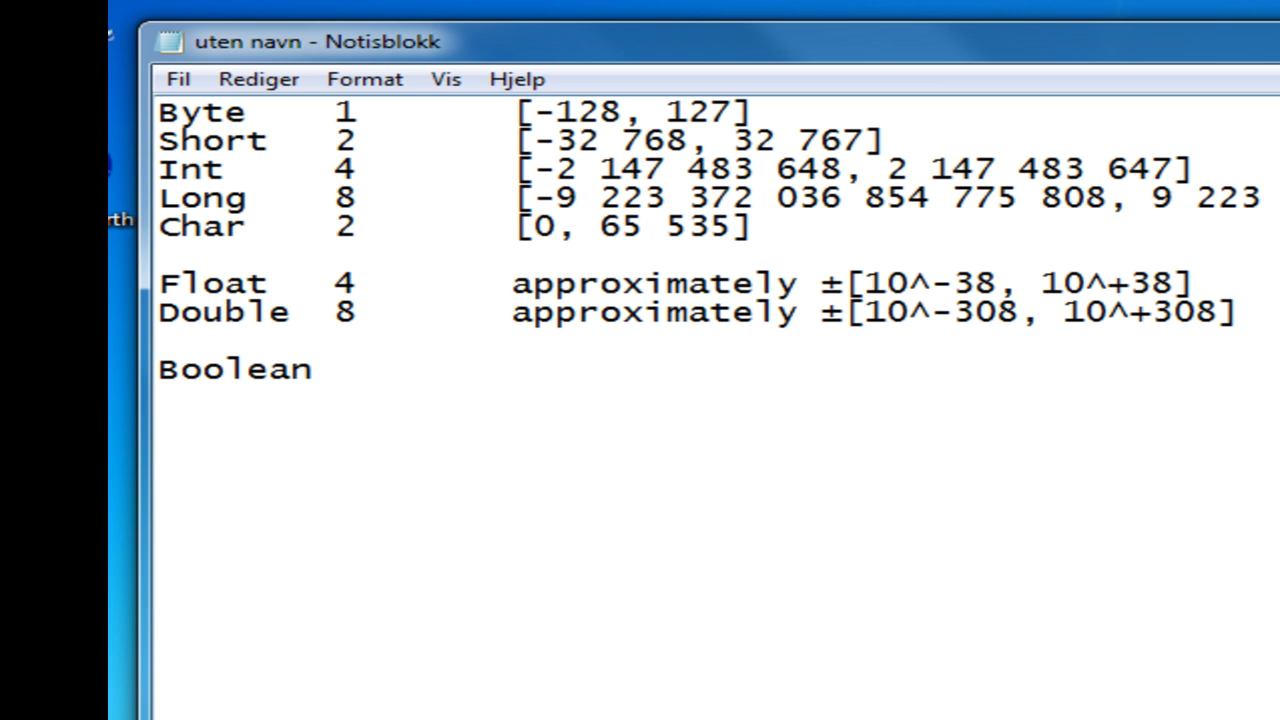 uten navn - Notisblokk
Fil Rediger Format Vis Hjelp
Byte 1 [-128, 127]
Short 2 [-32 768, 32 767]
Int 4 [-2 147 483 648, 2 147 483 647]
Long 8 [-9 223 372 036 854 775 808, 9 223
rth
Char 2 [0, 65 535]
Float 4 approximately ±[10^-38, 10^+38]
Double 8 approximately ±[10^-308, 10^+308]
Boolean